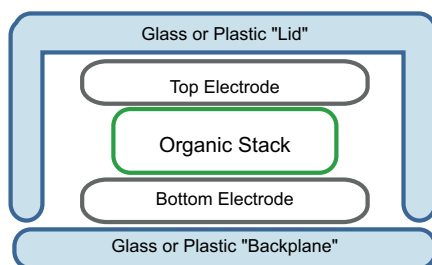 Glass or Plastic "Lid"
Top Electrode
Organic Stack
Bottom Electrode
Glass or Plastic "Backplane"